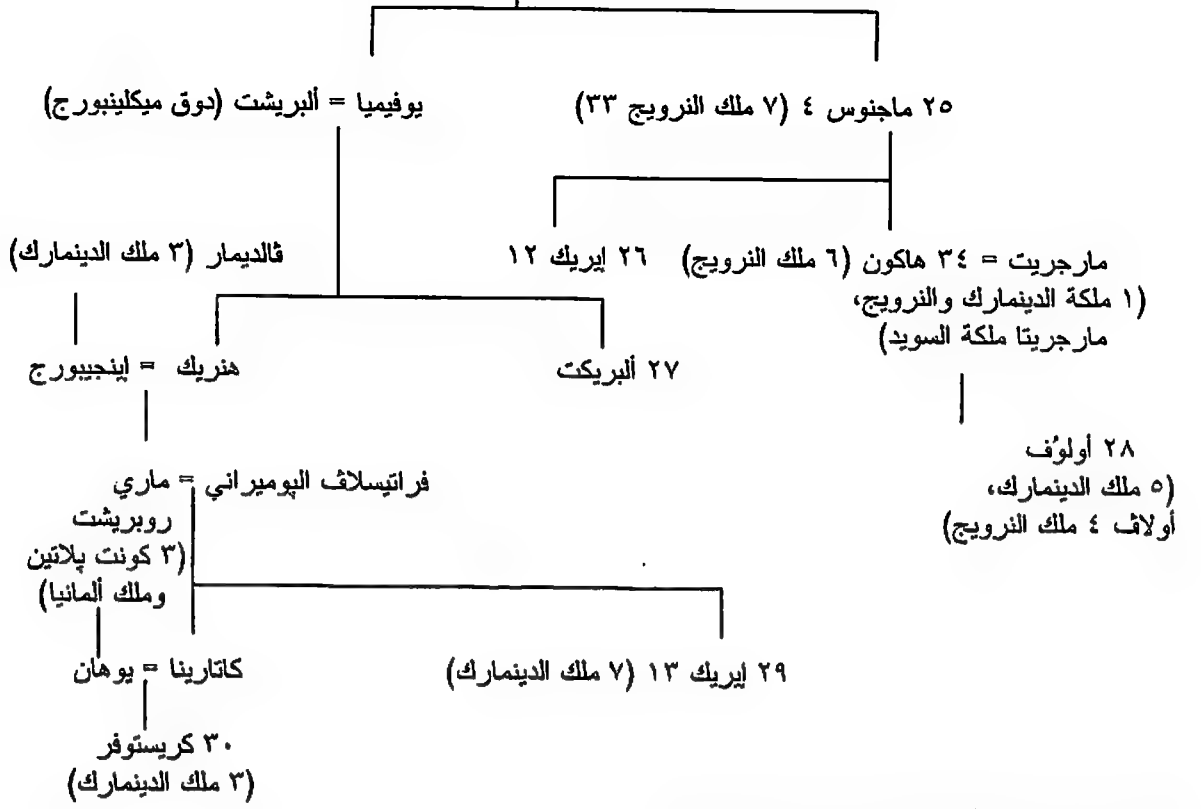 ٢٥ ماجنوس ٤ (٧ ملك النرويج ٣٣)
يوفيميا = ألبريشت (دوق ميكلينبورج)
مارجريت = ٣٤ هاكون (٦ ملك النرويج)
(١ ملكة الدينمارك والنرويج،
مارجريتا ملكة السويد)
٢٦ إيريك ١٢
ڤالديمار (٣ ملك الدينمارك)
٢٧ ألبريكت
هنريك = إينجيبورج
٢٨ أولوُف
(٥ ملك الدينمارك،
أولاڤ ٤ ملك النرويج)
فراتيسلاڤ الپوميراني = ماري
روبريشت
(٣ كونت پلاتين
وملك ألمانيا)
٢٩ إيريك ١٣ (٧ ملك الدينمارك)
كاتارينا = يوهان
٣٠ كريستوفر
(٣ ملك الدينمارك)